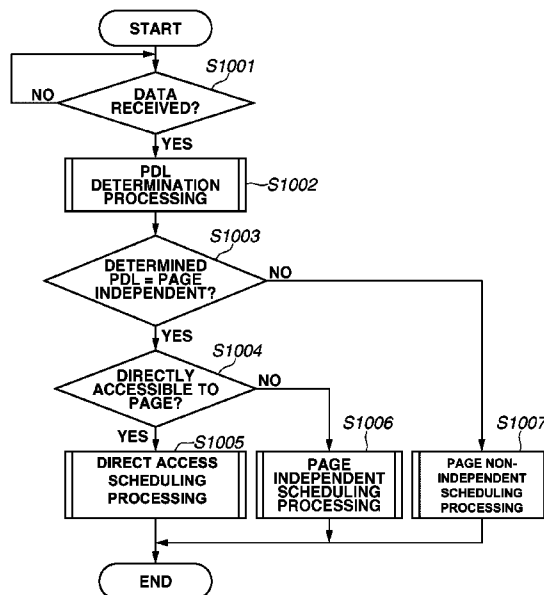 START
S1001
NO
DATA
RECEIVED?
YES
PDL
DETERMINATION
PROCESSING
S1002
S1003
DETERMINED
PDL = PAGE
INDEPENDENT?
NO
YES
S1004
DIRECTLY
ACCESSIBLE TO
PAGE?
NO
YES
S1005
DIRECT ACCESS
SCHEDULING
PROCESSING
S1006
PAGE
INDEPENDENT
SCHEDULING
PROCESSING
S1007
PAGE NON-
INDEPENDENT
SCHEDULING
PROCESSING
END